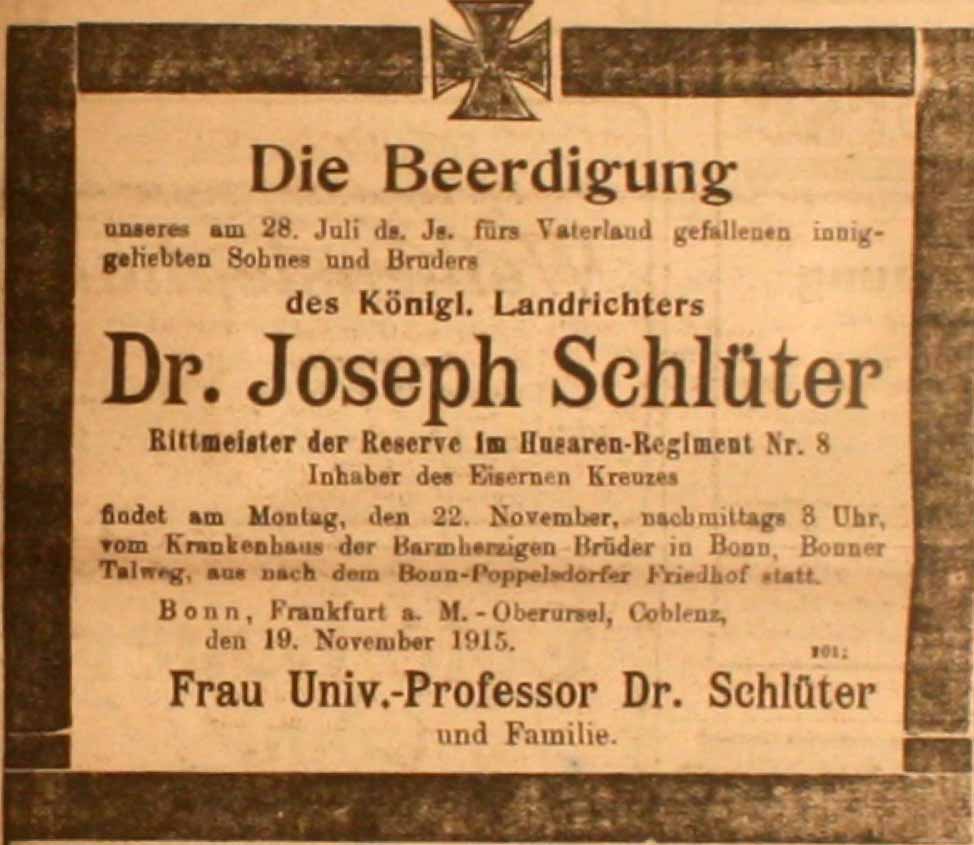 Die Beerdigung
unseres am 28. Juli ds. Js. fürs Vaterland gefallenen innig-
geliebten Sohnes und Bruders
des Königl. Landrichters
Dr. Joseph Schlüter
Rittmeister der Reserve im Husaren-Regiment Nr. 8
Inhaber des Eisernen Kreuzes
findet am Montag, den 22. November, nachmittags 3 Uhr,
vom Krankenhaus der Barmherzigen Brüder in Bonn, Bonner
Talweg, aus nach dem Bonn-Poppelsdorfer Friedhof statt.
Bonn, Frankfurt a. M.-Oberursel, Coblenz,
den 19. November 1915.
Frau Univ.-Professor Dr. Schlüter
und Familie.